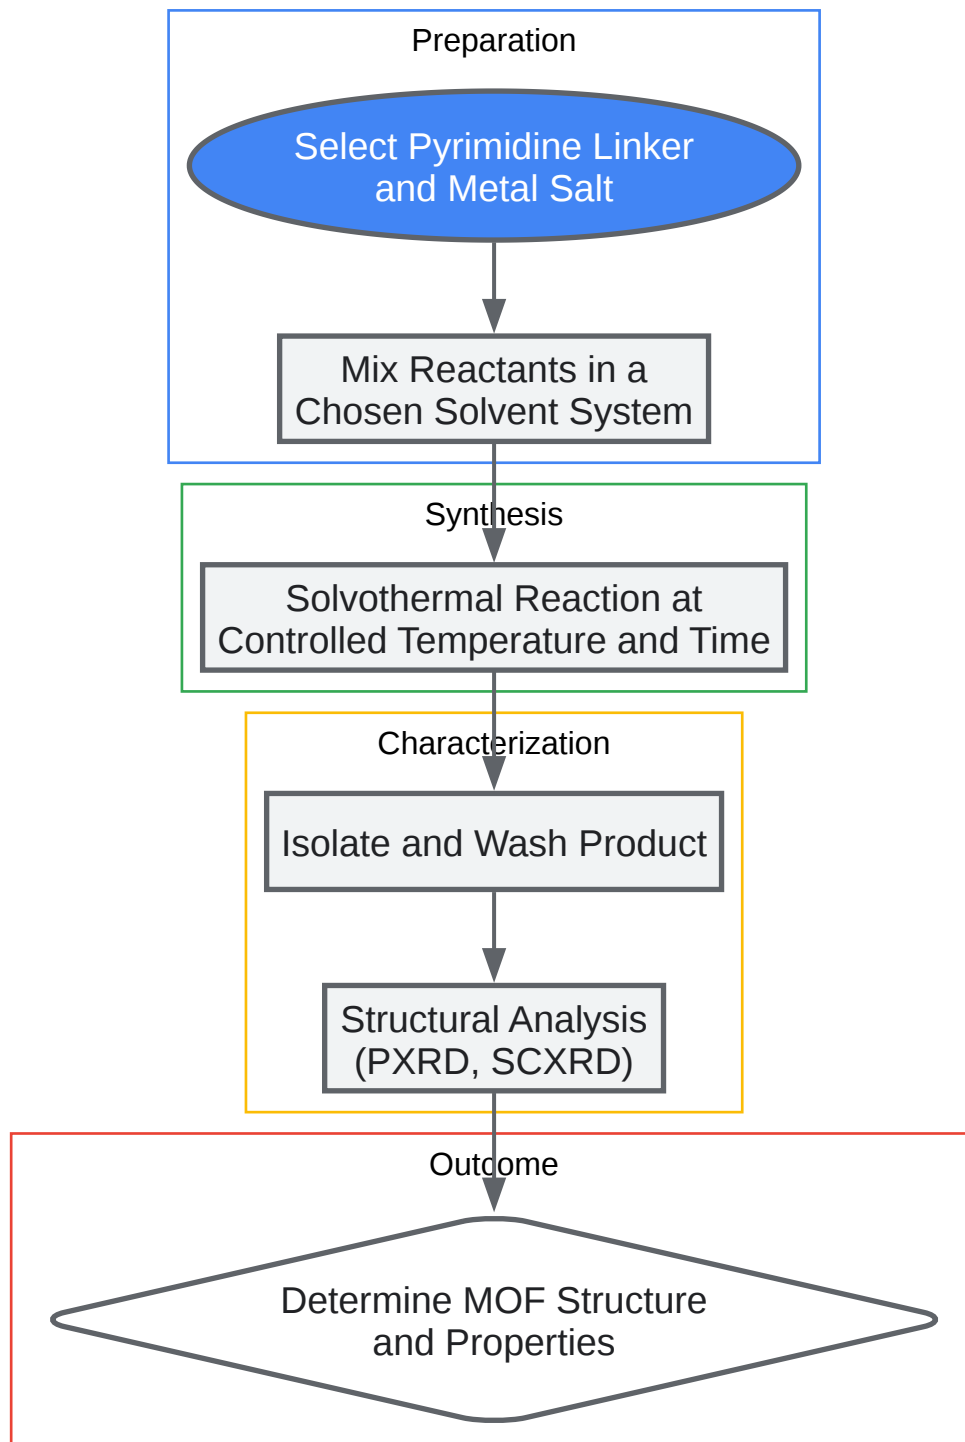 Preparation
Select Pyrimidine Linker
and Metal Salt
Mix Reactants in a
Chosen Solvent System
Synthesis
Solvothermal Reaction at
Controlled Temperature and Time
Characterization
Isolate and Wash Product
Structural Analysis
(PXRD, SCXRD)
Outcome
Determine MOF Structure
and Properties